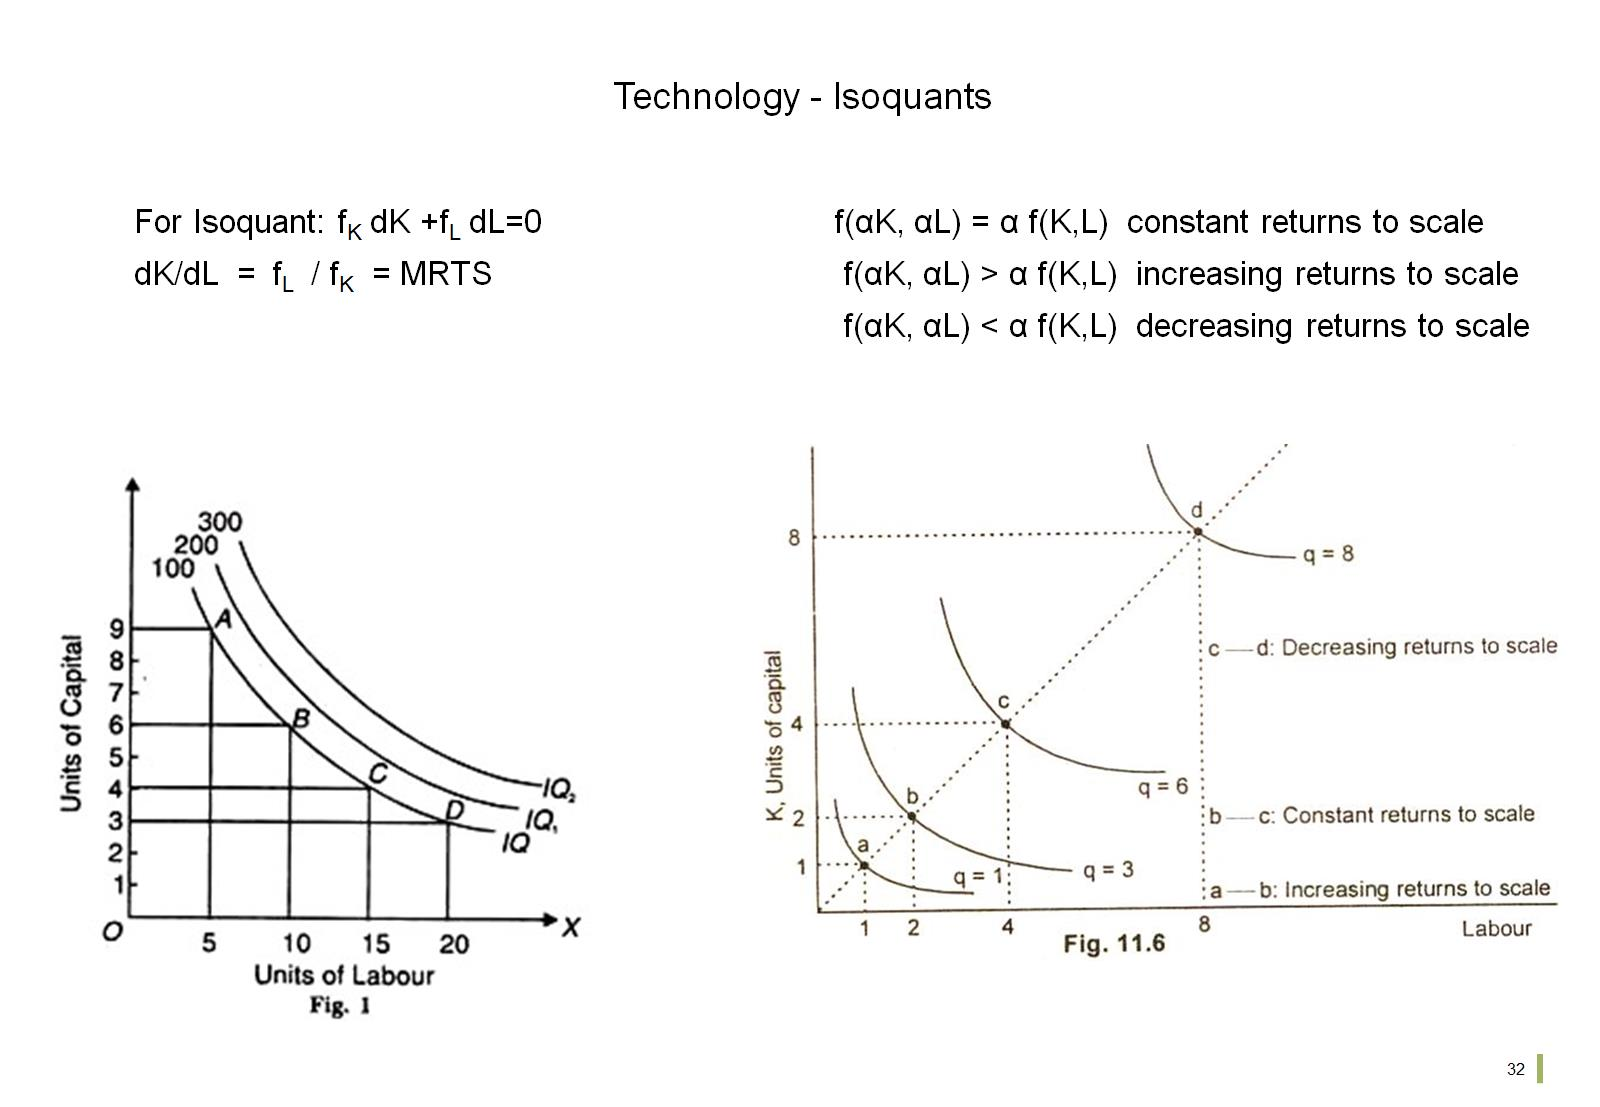 Technology - Isoquants
For Isoquant: fK dK +fL dL=0
dK/dL = fL / fK = MRTS
f(αK, αL) = α f(K,L) constant returns to scale
f(αK, αL) > α f(K,L) increasing returns to scale
f(αK, αL) < α f(K,L) decreasing returns to scale
300
200
100
A
B
C
D
IQ2
IQ1
IQ
Units of Capital
9
8
7
6
5
4
3
2
1
O
5 10 15 20
X
Units of Labour
Fig. 1
K, Units of capital
8
4
2
1
d
q = 8
c
q = 6
b
q = 3
a
q = 1
c — d: Decreasing returns to scale
b — c: Constant returns to scale
a — b: Increasing returns to scale
1 2 4 8
Labour
Fig. 11.6
32